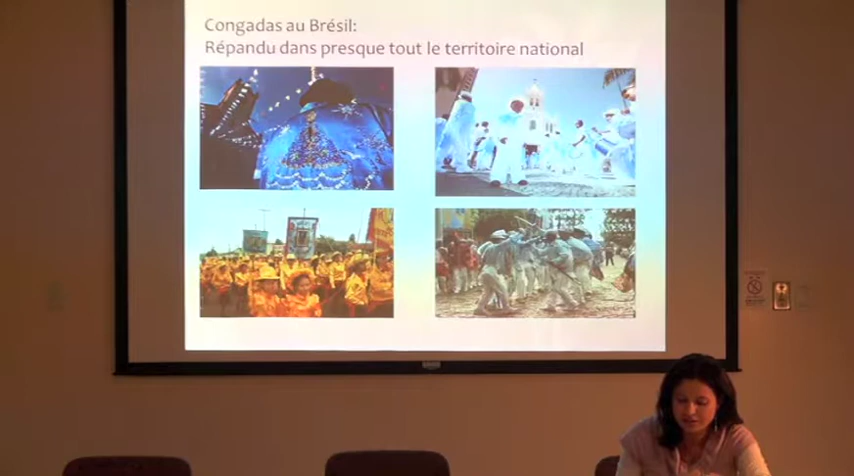 Congadas au Brésil:
Répandu dans presque tout le territoire national